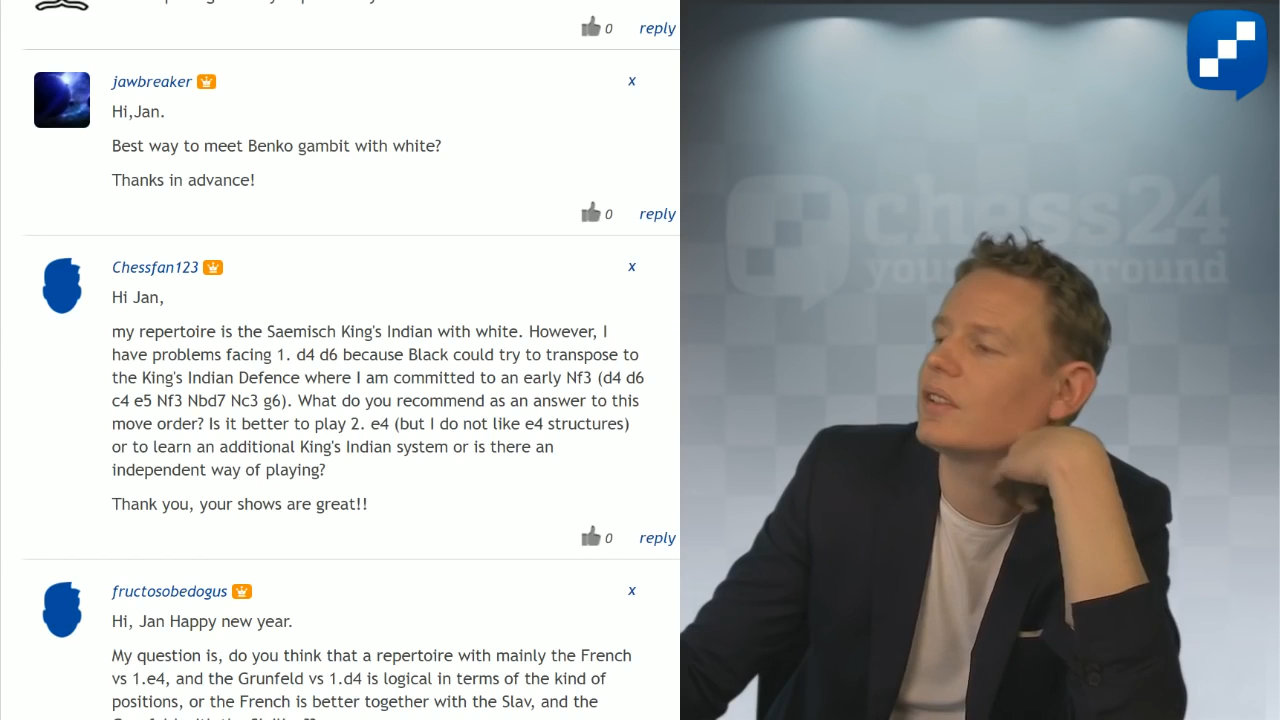 0 reply
jawbreaker x
Hi,Jan.
Best way to meet Benko gambit with white?
Thanks in advance!
0 reply
Chessfan123 x
Hi Jan,
my repertoire is the Saemisch King's Indian with white. However, I
have problems facing 1. d4 d6 because Black could try to transpose to
the King's Indian Defence where I am committed to an early Nf3 (d4 d6
c4 e5 Nf3 Nbd7 Nc3 g6). What do you recommend as an answer to this
move order? Is it better to play 2. e4 (but I do not like e4 structures)
or to learn an additional King's Indian system or is there an
independent way of playing?
Thank you, your shows are great!!
0 reply
fructosobedogus x
Hi, Jan Happy new year.
My question is, do you think that a repertoire with mainly the French
vs 1.e4, and the Grunfeld vs 1.d4 is logical in terms of the kind of
positions, or the French is better together with the Slav, and the
chess24